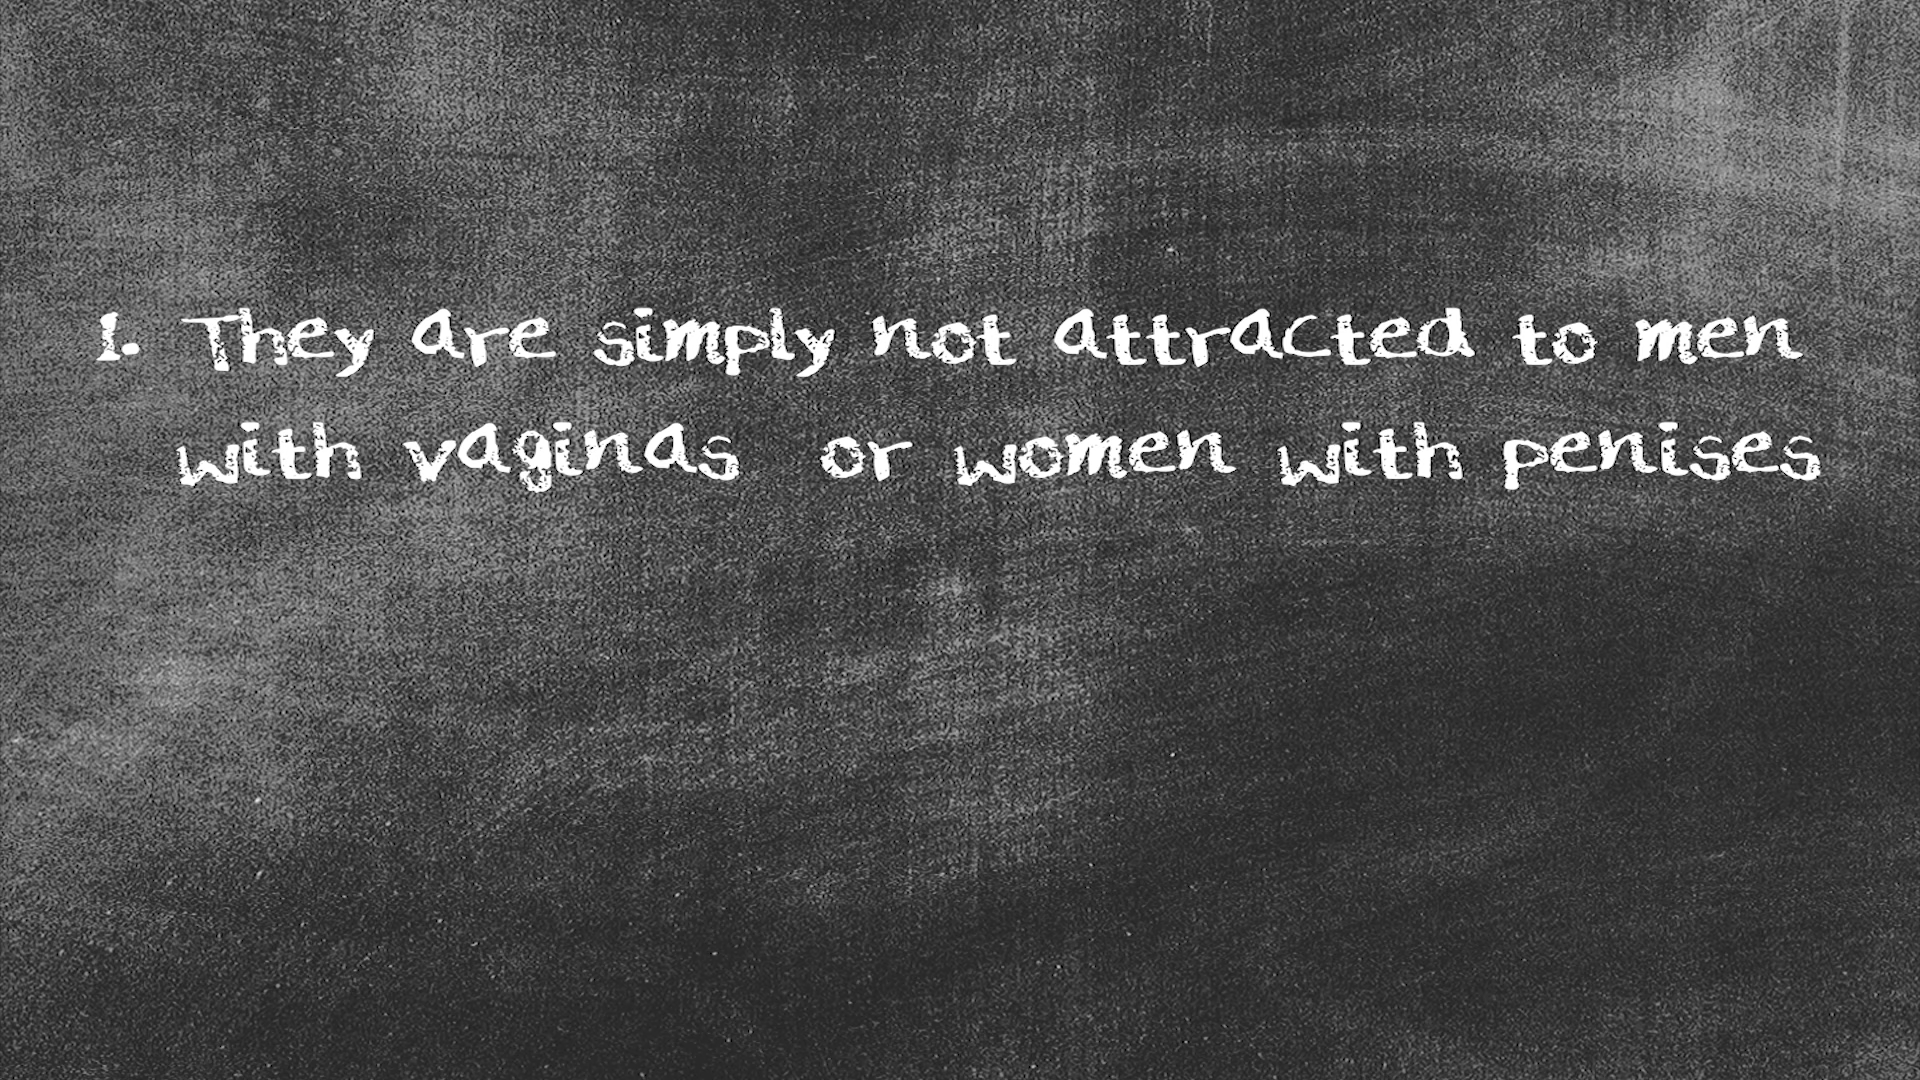 1. They are simply not attracted to men
with vaginas or women with penises